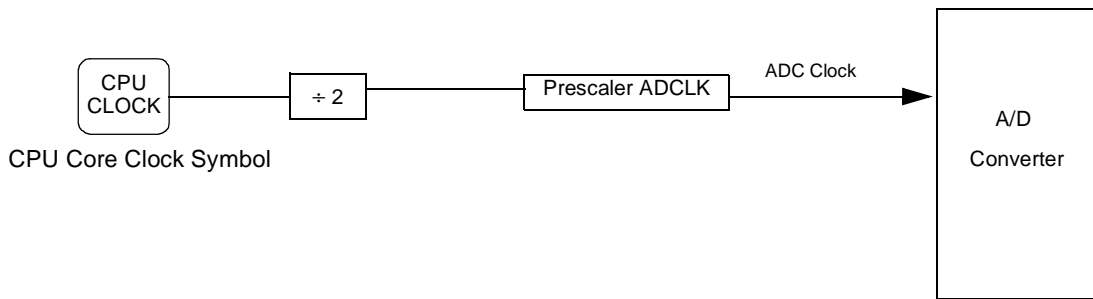 CPU
CLOCK
÷ 2
Prescaler ADCLK
ADC Clock
A/D
Converter
CPU Core Clock Symbol